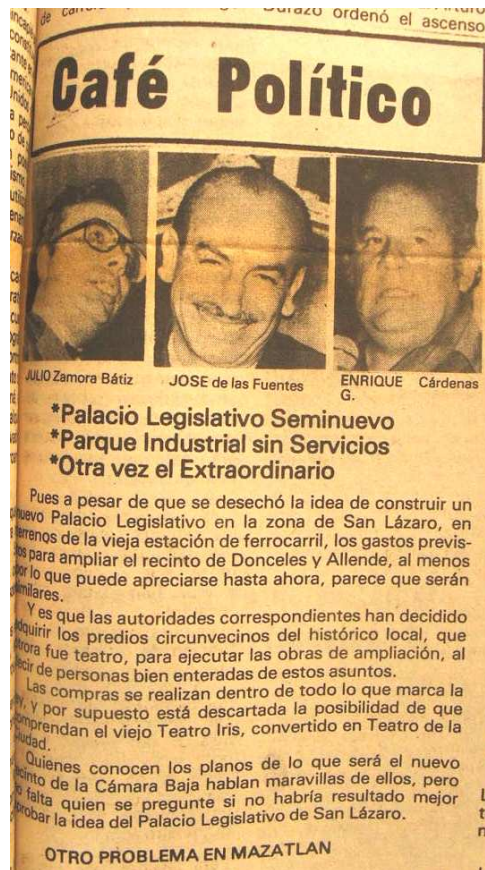 de Durazo ordenó el ascenso
Café Político
JULIO Zamora Bátiz
JOSE de las Fuentes
ENRIQUE Cárdenas
G.
*Palacio Legislativo Seminuevo
*Parque Industrial sin Servicios
*Otra vez el Extraordinario
Pues a pesar de que se desechó la idea de construir un
nuevo Palacio Legislativo en la zona de San Lázaro, en
terrenos de la vieja estación de ferrocarril, los gastos previs-
tos para ampliar el recinto de Donceles y Allende, al menos
por lo que puede apreciarse hasta ahora, parece que serán
similares.
Y es que las autoridades correspondientes han decidido
adquirir los predios circunvecinos del histórico local, que
otrora fue teatro, para ejecutar las obras de ampliación, al
decir de personas bien enteradas de estos asuntos.
Las compras se realizan dentro de todo lo que marca la
ley, y por supuesto está descartada la posibilidad de que
comprendan el viejo Teatro Iris, convertido en Teatro de la
Ciudad.
Quienes conocen los planos de lo que será el nuevo
recinto de la Cámara Baja hablan maravillas de ellos, pero
no falta quien se pregunte si no habría resultado mejor
aprobar la idea del Palacio Legislativo de San Lázaro.
OTRO PROBLEMA EN MAZATLAN